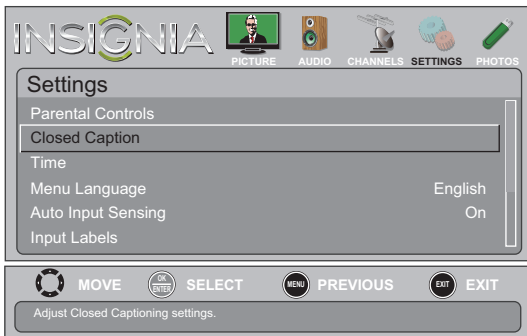 INSIGNIA
PICTURE AUDIO CHANNELS SETTINGS PHOTOS
Settings
Parental Controls
Closed Caption
Time
Menu Language English
Auto Input Sensing On
Input Labels
MOVE OK ENTER SELECT MENU PREVIOUS EXIT EXIT
Adjust Closed Captioning settings.